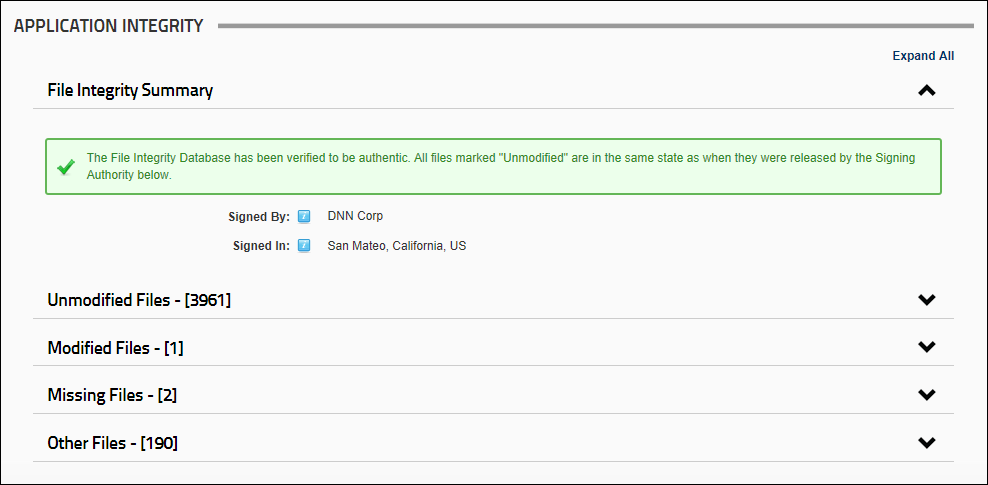 APPLICATION INTEGRITY
Expand All
File Integrity Summary
The File Integrity Database has been verified to be authentic. All files marked "Unmodified" are in the same state as when they were released by the Signing
Authority below.
Signed By: DNN Corp
Signed In: San Mateo, California, US
Unmodified Files - [3961]
Modified Files - [1]
Missing Files - [2]
Other Files - [190]